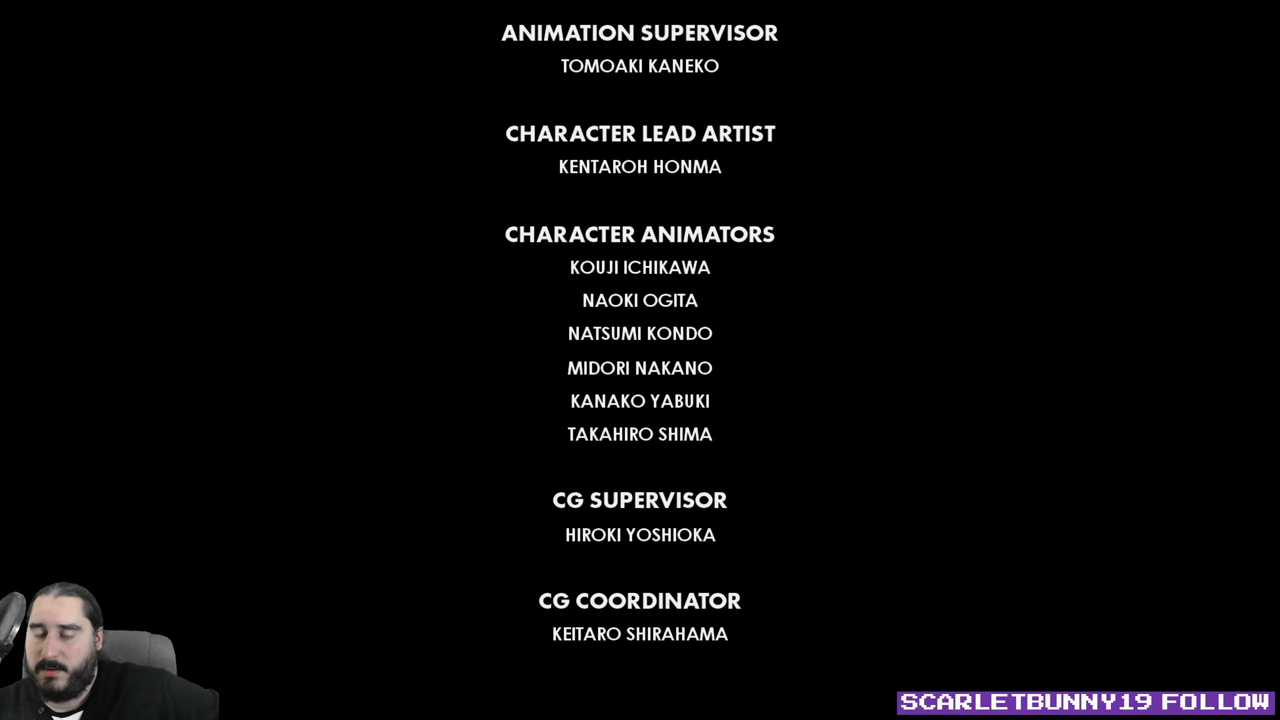 ANIMATION SUPERVISOR
TOMOAKI KANEKO
CHARACTER LEAD ARTIST
KENTAROH HONMA
CHARACTER ANIMATORS
KOUJI ICHIKAWA
NAOKI OGITA
NATSUMI KONDO
MIDORI NAKANO
KANAKO YABUKI
TAKAHIRO SHIMA
CG SUPERVISOR
HIROKI YOSHIOKA
CG COORDINATOR
KEITARO SHIRAHAMA
SCARLETBUNNY19 FOLLOW